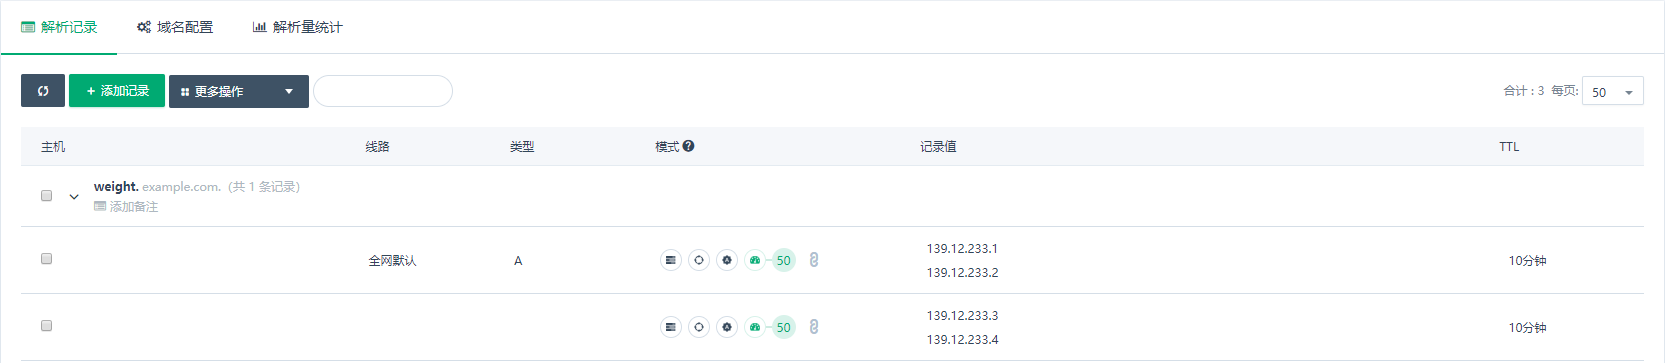 解析记录 域名配置 解析量统计
+ 添加记录 更多操作 合计 : 3 每页: 50
主机 线路 类型 模式 ? 记录值 TTL
weight. example.com. (共 1 条记录)
添加备注
139.12.233.1
全网默认 A 50 10分钟
139.12.233.2
139.12.233.3
50 10分钟
139.12.233.4